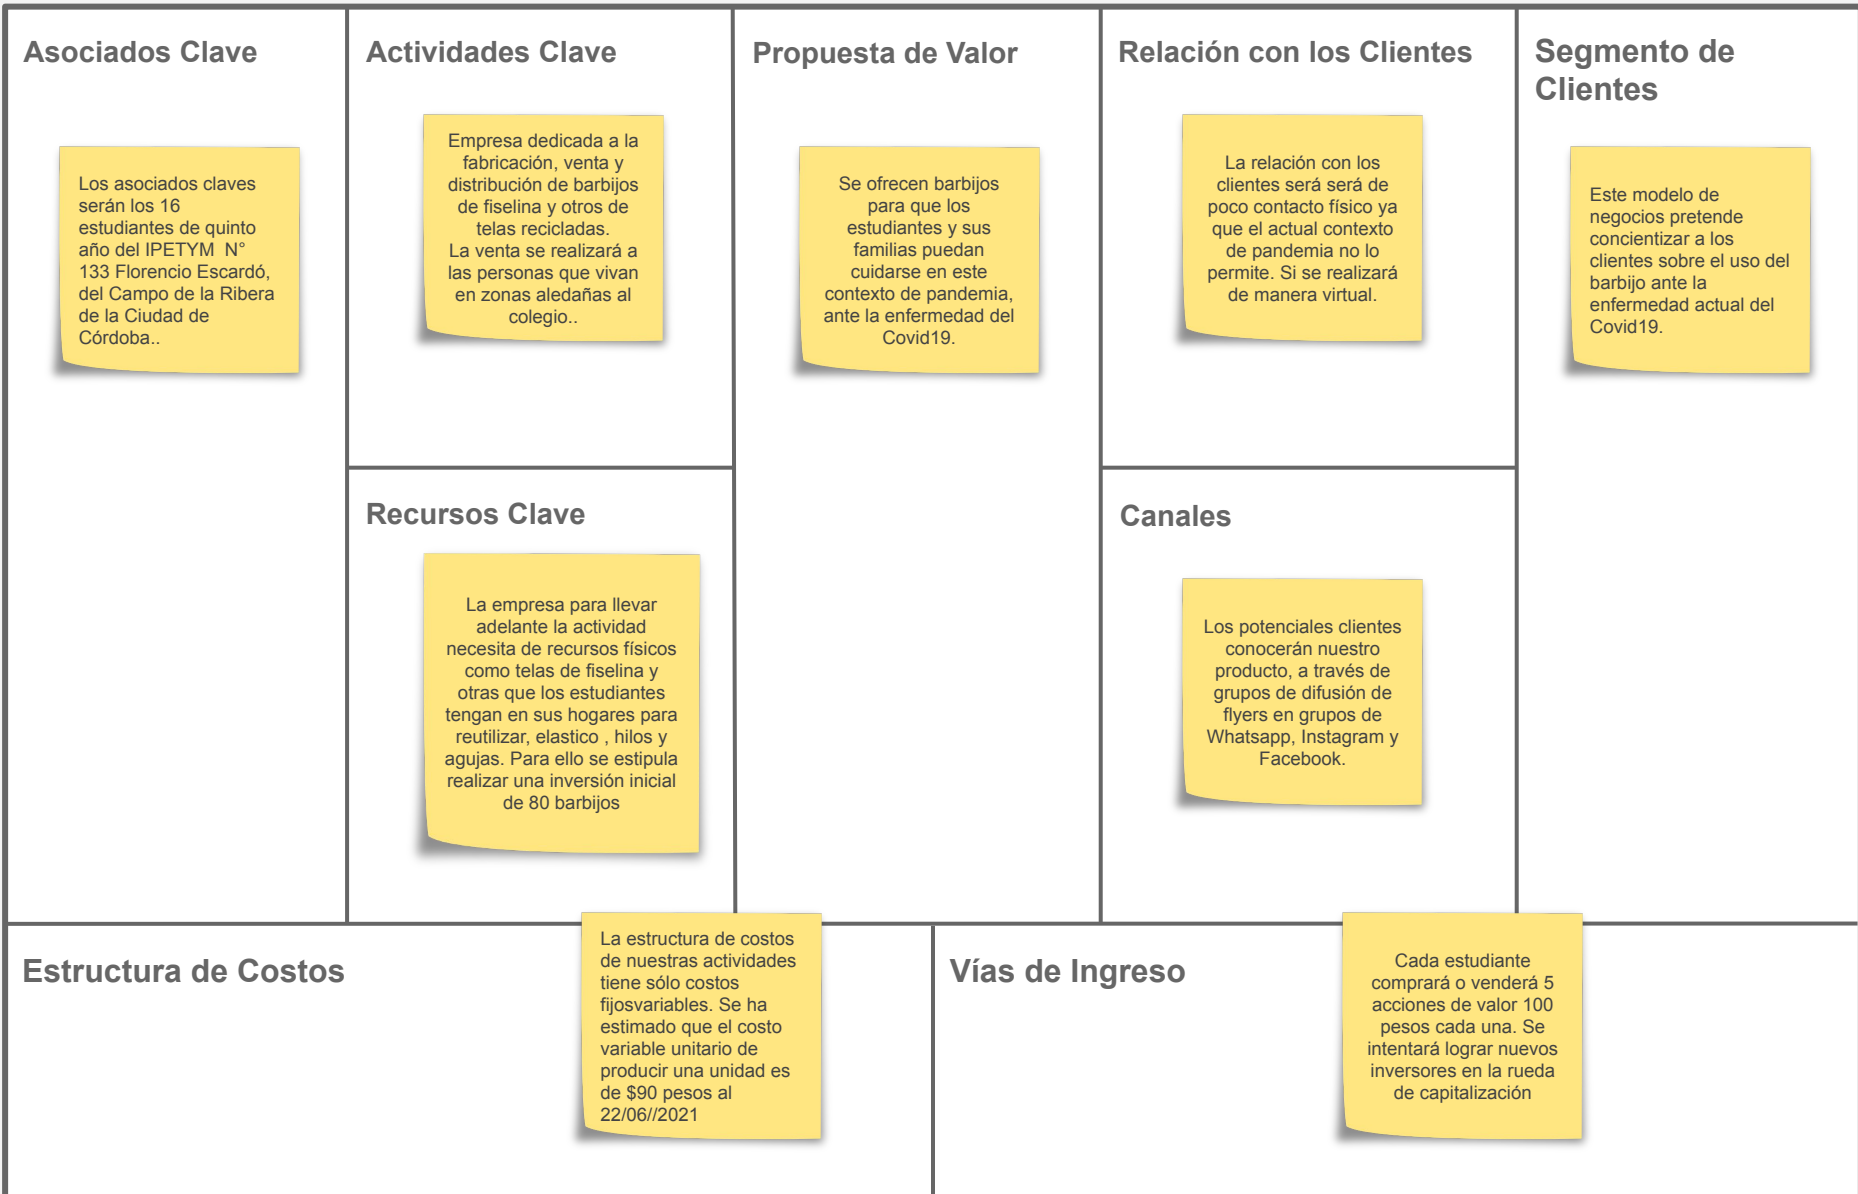 Asociados Clave
Los asociados claves
serán los 16
estudiantes de quinto
año del IPETYM N°
133 Florencio Escardó,
del Campo de la Ribera
de la Ciudad de
Córdoba..
Actividades Clave
Empresa dedicada a la
fabricación, venta y
distribución de barbijos
de fiselina y otros de
telas recicladas.
La venta se realizará a
las personas que vivan
en zonas aledañas al
colegio..
Recursos Clave
La empresa para llevar
adelante la actividad
necesita de recursos físicos
como telas de fiselina y
otras que los estudiantes
tengan en sus hogares para
reutilizar, elastico , hilos y
agujas. Para ello se estipula
realizar una inversión inicial
de 80 barbijos
Propuesta de Valor
Se ofrecen barbijos
para que los
estudiantes y sus
familias puedan
cuidarse en este
contexto de pandemia,
ante la enfermedad del
Covid19.
Relación con los Clientes
La relación con los
clientes será será de
poco contacto físico ya
que el actual contexto
de pandemia no lo
permite. Si se realizará
de manera virtual.
Canales
Los potenciales clientes
conocerán nuestro
producto, a través de
grupos de difusión de
flyers en grupos de
Whatsapp, Instagram y
Facebook.
Segmento de
Clientes
Este modelo de
negocios pretende
concientizar a los
clientes sobre el uso del
barbijo ante la
enfermedad actual del
Covid19.
Estructura de Costos
La estructura de costos
de nuestras actividades
tiene sólo costos
fijosvariables. Se ha
estimado que el costo
variable unitario de
producir una unidad es
de $90 pesos al
22/06//2021
Vías de Ingreso
Cada estudiante
comprará o venderá 5
acciones de valor 100
pesos cada una. Se
intentará lograr nuevos
inversores en la rueda
de capitalización